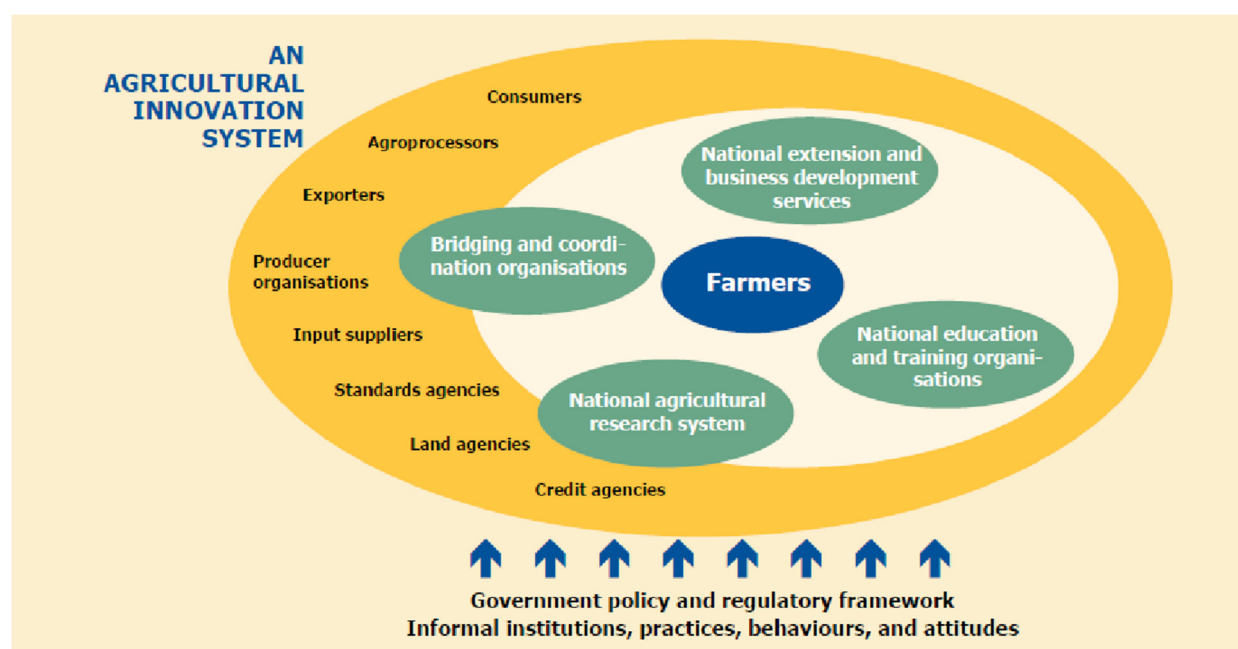 AN
AGRICULTURAL
INNOVATION
SYSTEM
Consumers
Agroprocessors
Exporters
Producer
organisations
Input suppliers
Standards agencies
Land agencies
Credit agencies
National extension and
business development
services
Bridging and coordi-
nation organisations
Farmers
National education
and training organi-
sations
National agricultural
research system
Government policy and regulatory framework
Informal institutions, practices, behaviours, and attitudes